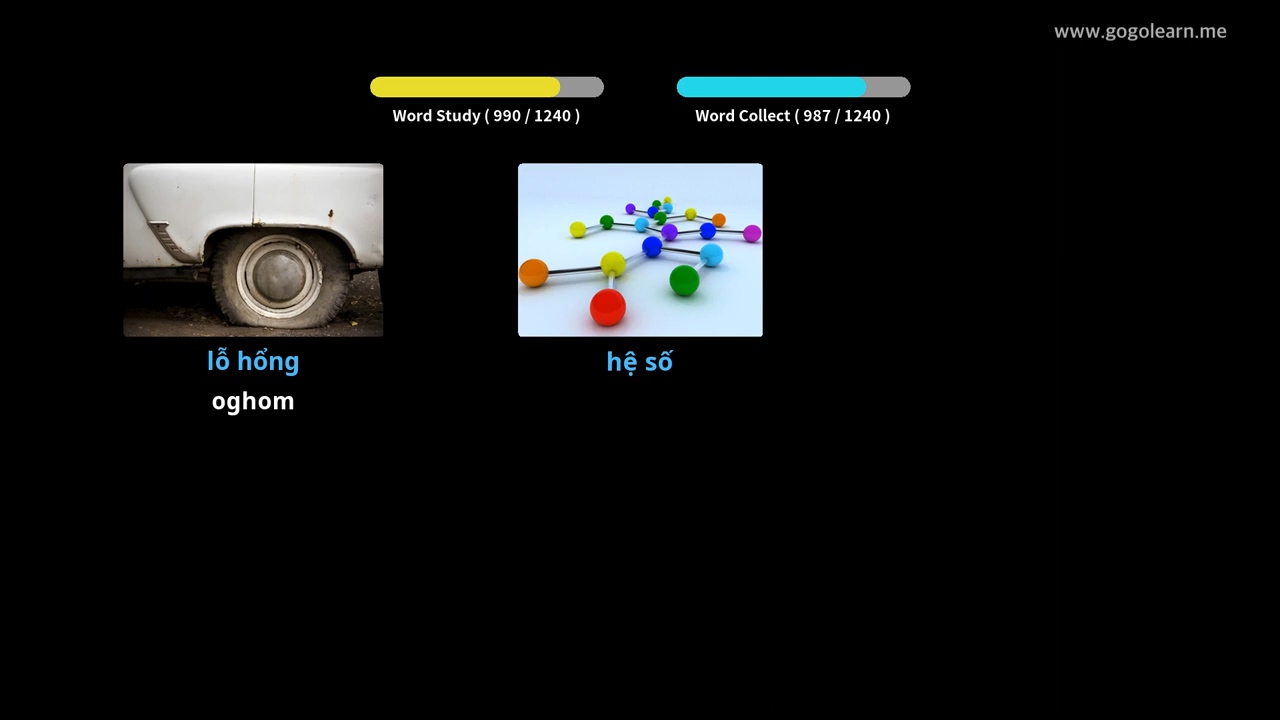 www.gogolearn.me
Word Study ( 990 / 1240 )
Word Collect ( 987 / 1240 )
lỗ hổng
oghom
hệ số